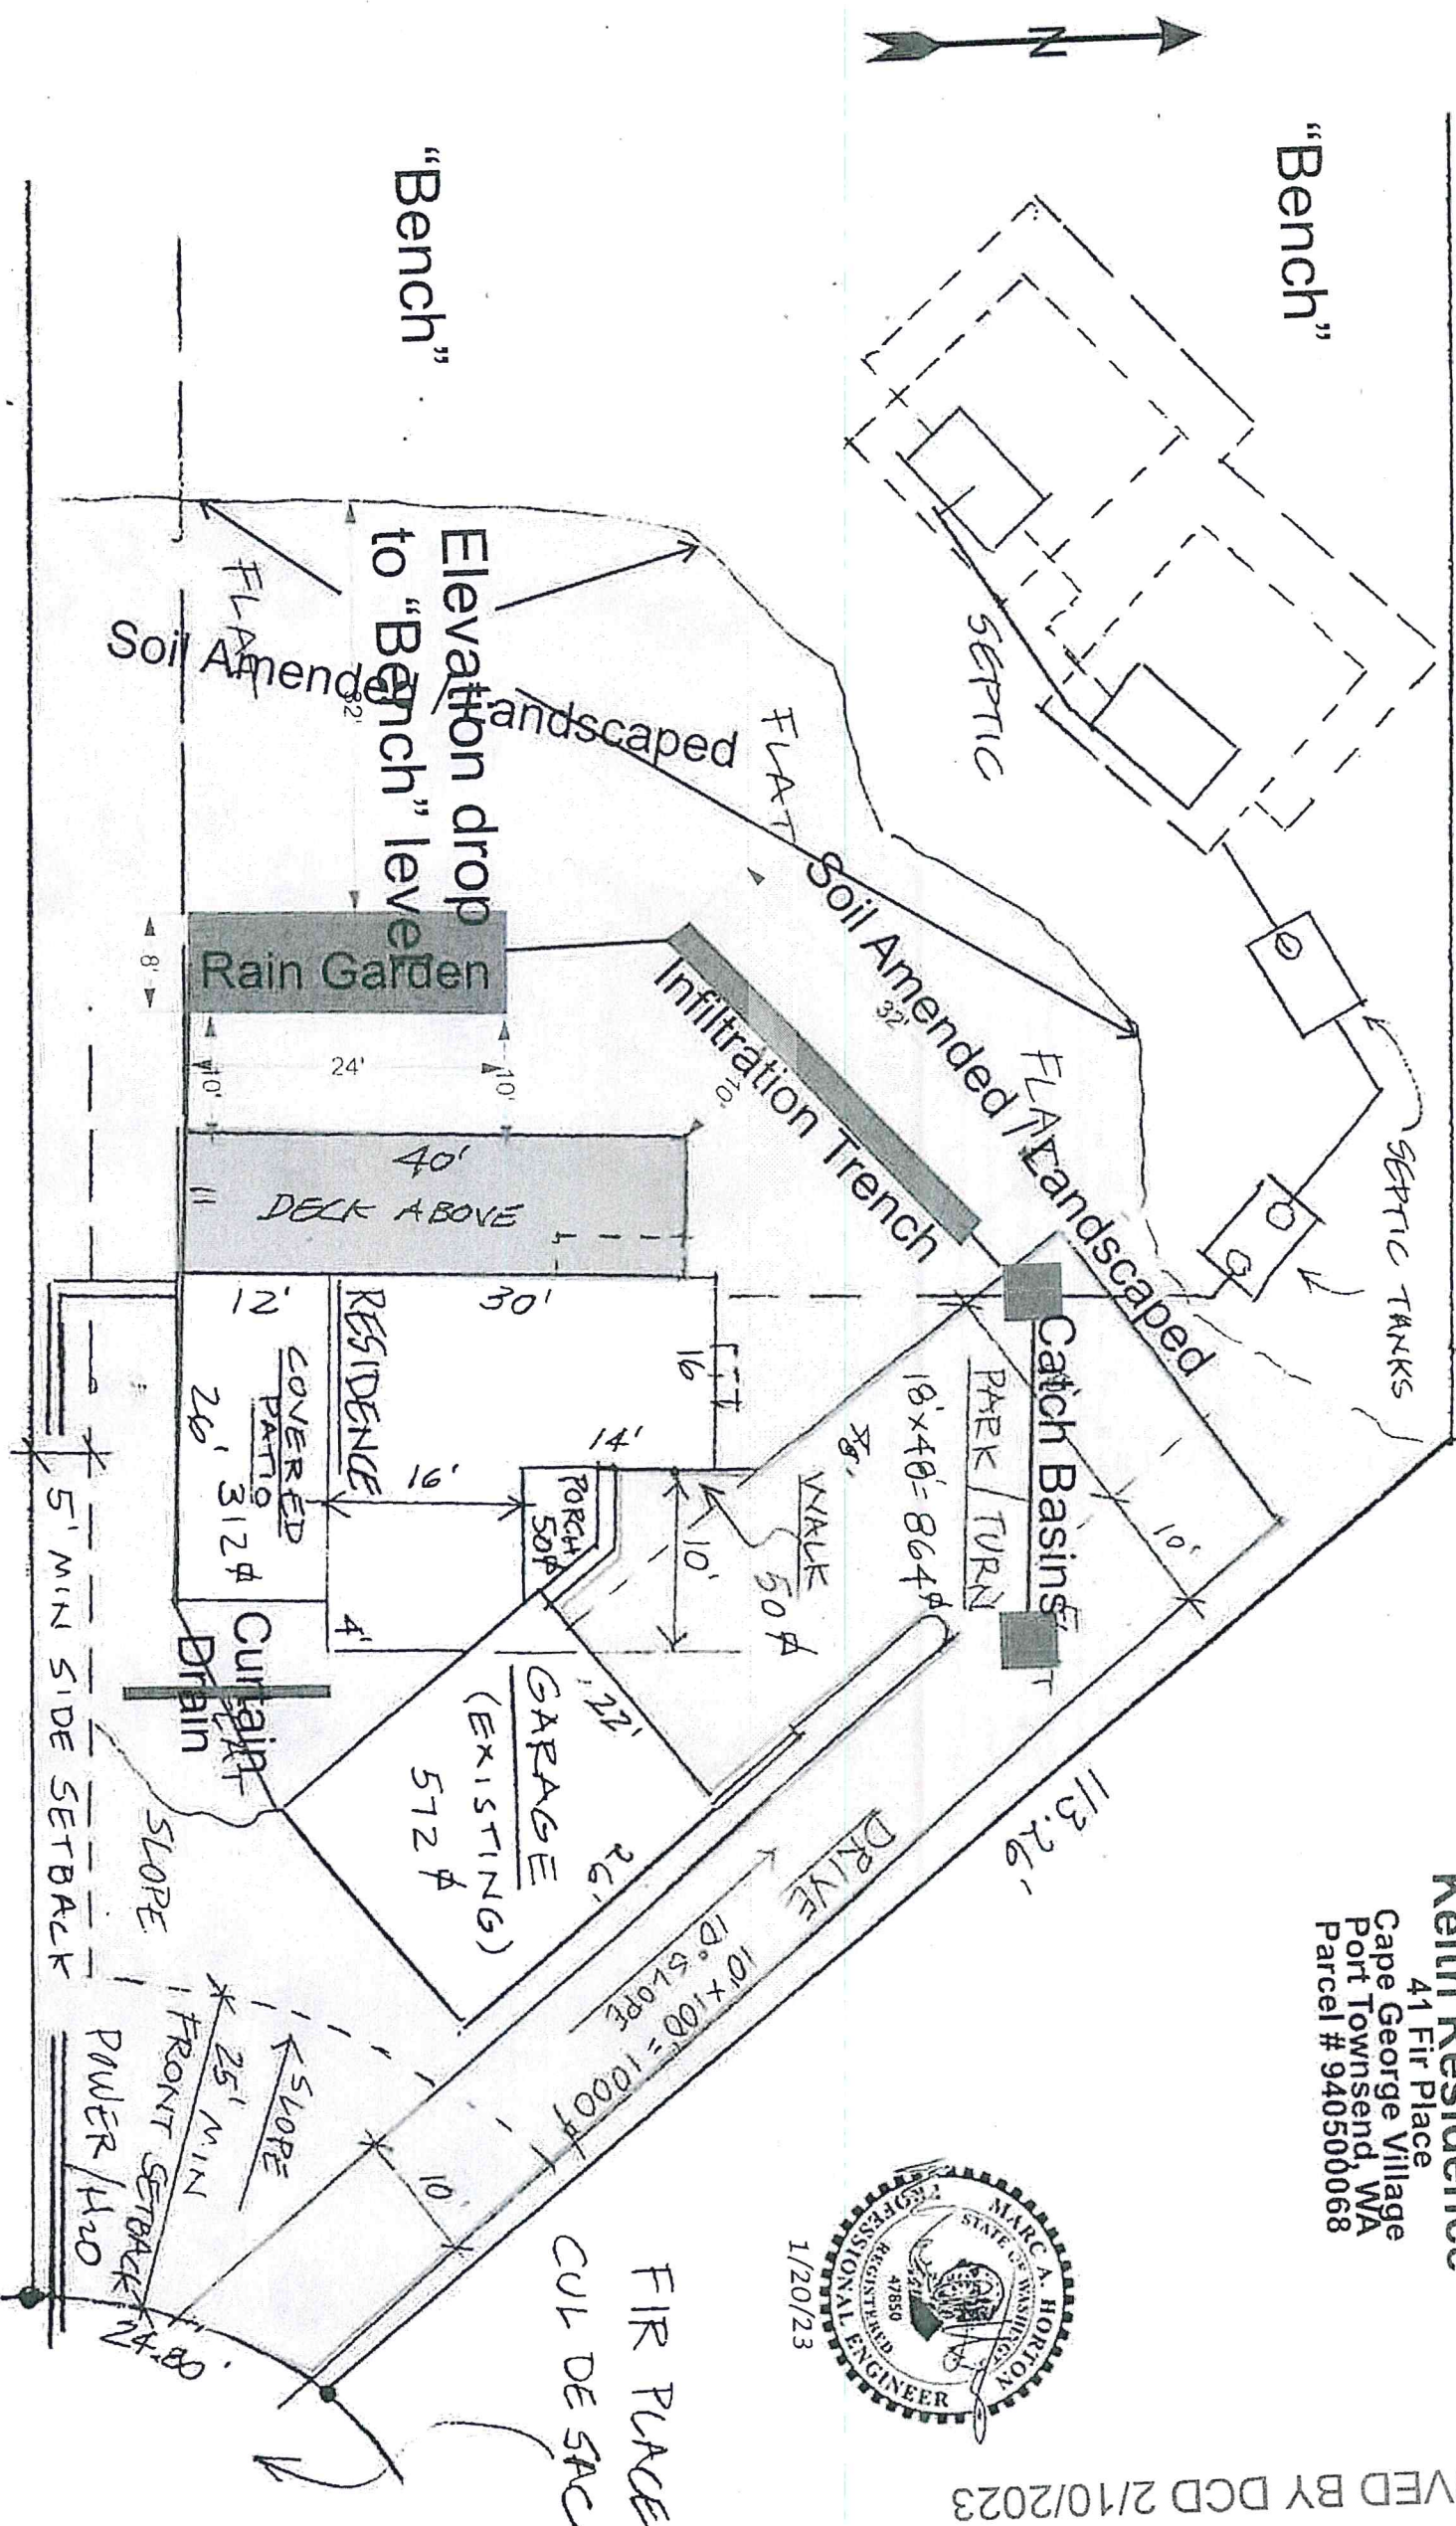 N
"Bench"
"Bench"
Keith Residence
41 Fir Place
Cape George Village
Port Townsend, WA
Parcel # 940500068
SEPTIC
SEPTIC TANKS
FLAT
Elevation drop
to "Bench" level
FLAT
Soil Amended / Landscaped
32'
Soil Amended / Landscaped
32'
FLAT
Infiltration Trench
10'
Rain Garden
8'
24'
10'
10'
40'
DECK ABOVE
Catch Basins
PARK / TURN
18'x48'=864⌀
10'
WALK
50⌀
RESIDENCE
30'
16
14'
16'
4'
10'
PORCH
50⌀
12'
COVERED
PATIO
26'
312⌀
Curtain
Drain
GARAGE
(EXISTING)
572⌀
22'
26'
113.26'
DRIVE
10'x100'=1000⌀
10° SLOPE
10'
SLOPE
SLOPE
25' MIN
FRONT SETBACK
5' MIN SIDE SETBACK
POWER/H20
24.00'
FIR PLACE
CUL DE SAC
MARC A. HORTON
STATE OF WASHINGTON
47850
REGISTERED
PROFESSIONAL ENGINEER
1/20/23
VED BY DCD 2/10/2023